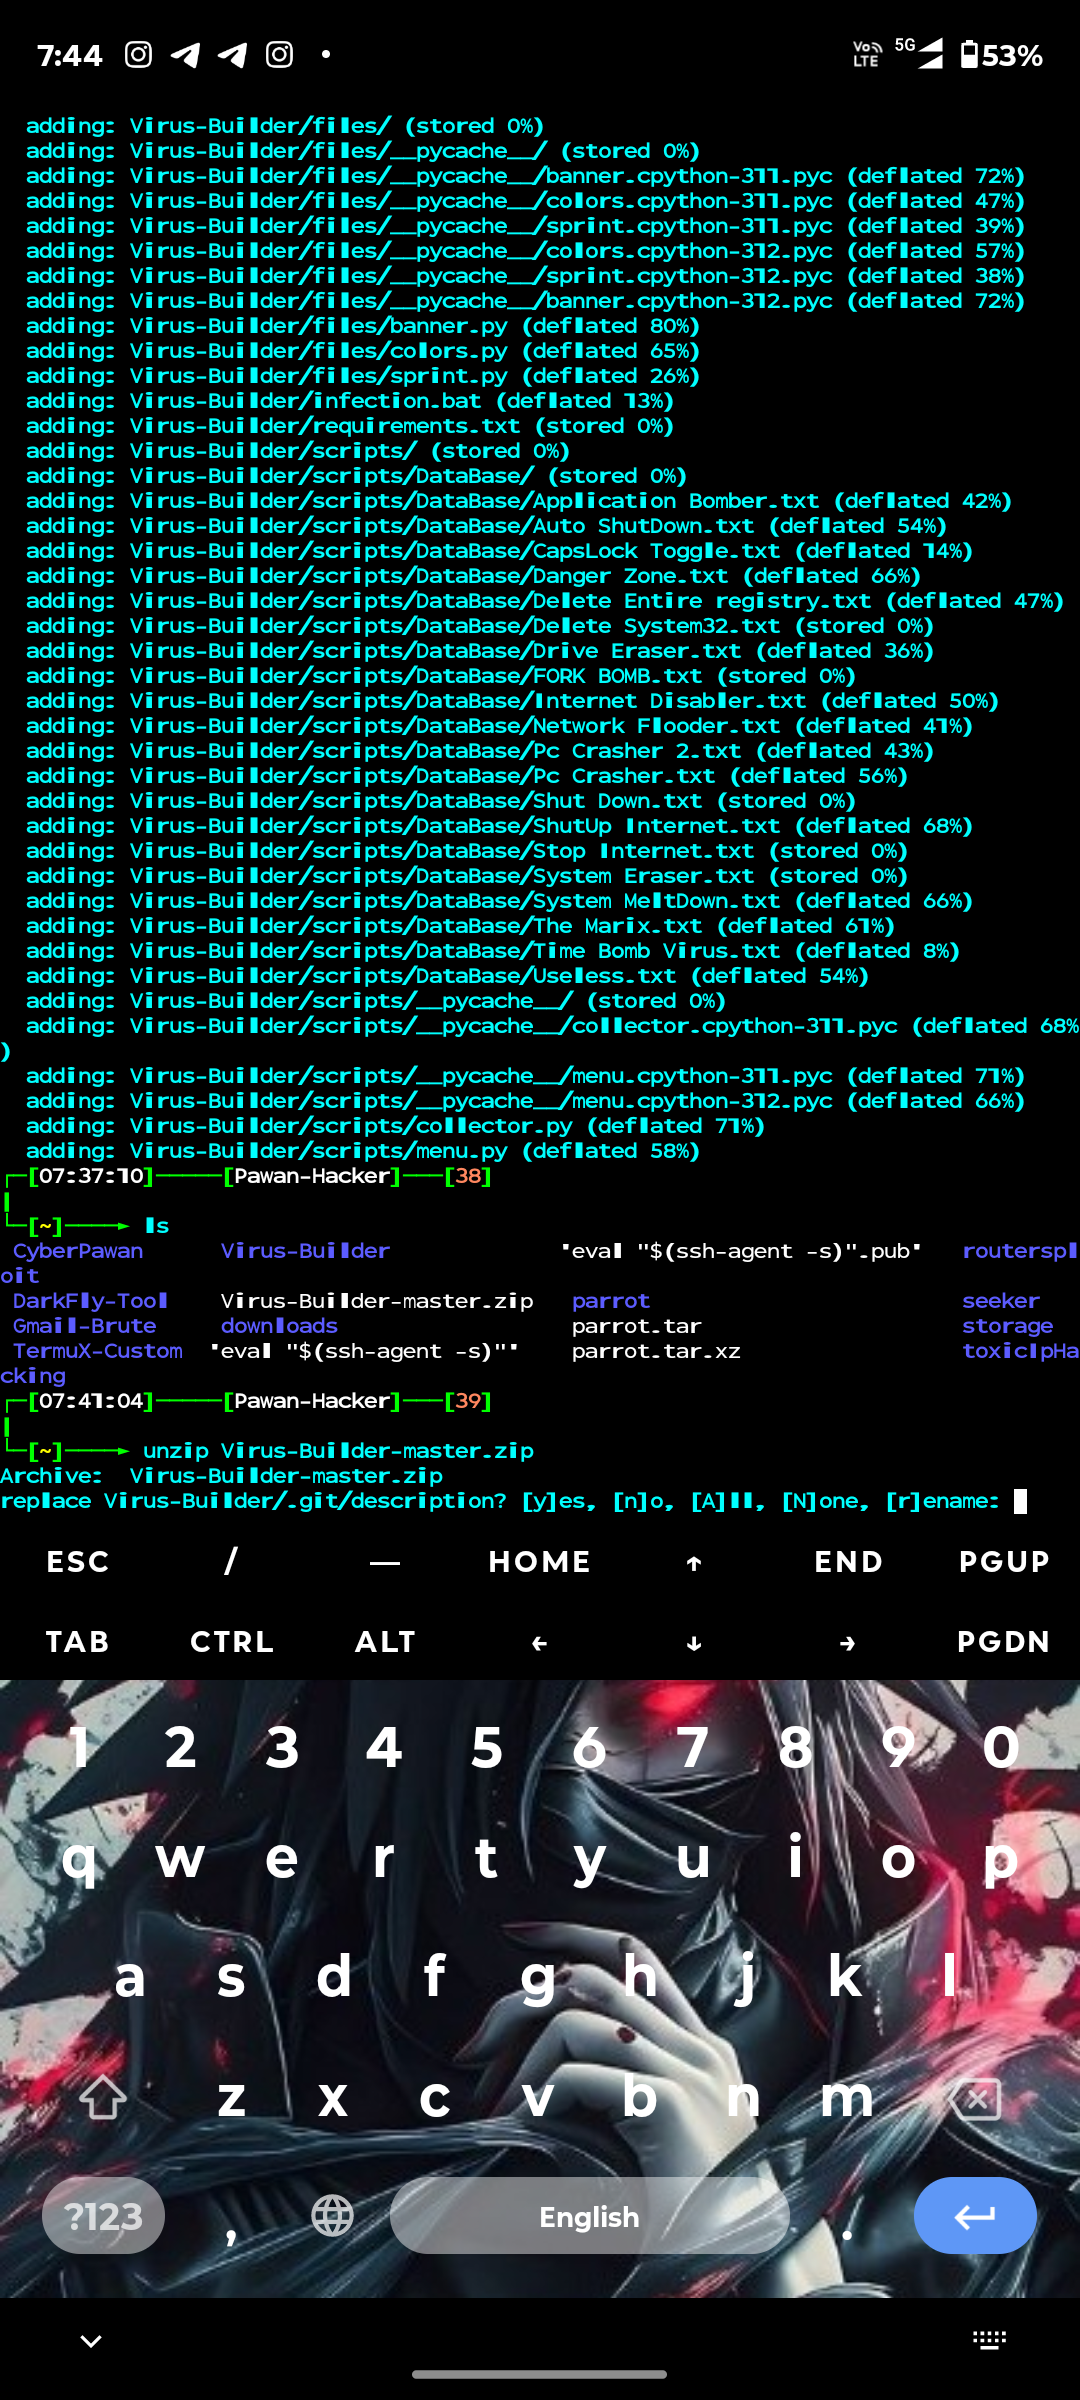 7:44
Vo LTE 5G 53%
adding: Virus-Builder/files/ (stored 0%)
adding: Virus-Builder/files/__pycache__/ (stored 0%)
adding: Virus-Builder/files/__pycache__/banner.cpython-311.pyc (deflated 72%)
adding: Virus-Builder/files/__pycache__/colors.cpython-311.pyc (deflated 47%)
adding: Virus-Builder/files/__pycache__/sprint.cpython-311.pyc (deflated 39%)
adding: Virus-Builder/files/__pycache__/colors.cpython-312.pyc (deflated 57%)
adding: Virus-Builder/files/__pycache__/sprint.cpython-312.pyc (deflated 38%)
adding: Virus-Builder/files/__pycache__/banner.cpython-312.pyc (deflated 72%)
adding: Virus-Builder/files/banner.py (deflated 80%)
adding: Virus-Builder/files/colors.py (deflated 65%)
adding: Virus-Builder/files/sprint.py (deflated 26%)
adding: Virus-Builder/infection.bat (deflated 13%)
adding: Virus-Builder/requirements.txt (stored 0%)
adding: Virus-Builder/scripts/ (stored 0%)
adding: Virus-Builder/scripts/DataBase/ (stored 0%)
adding: Virus-Builder/scripts/DataBase/Application Bomber.txt (deflated 42%)
adding: Virus-Builder/scripts/DataBase/Auto ShutDown.txt (deflated 54%)
adding: Virus-Builder/scripts/DataBase/CapsLock Toggle.txt (deflated 14%)
adding: Virus-Builder/scripts/DataBase/Danger Zone.txt (deflated 66%)
adding: Virus-Builder/scripts/DataBase/Delete Entire registry.txt (deflated 47%)
adding: Virus-Builder/scripts/DataBase/Delete System32.txt (stored 0%)
adding: Virus-Builder/scripts/DataBase/Drive Eraser.txt (deflated 36%)
adding: Virus-Builder/scripts/DataBase/FORK BOMB.txt (stored 0%)
adding: Virus-Builder/scripts/DataBase/Internet Disabler.txt (deflated 50%)
adding: Virus-Builder/scripts/DataBase/Network Flooder.txt (deflated 41%)
adding: Virus-Builder/scripts/DataBase/Pc Crasher 2.txt (deflated 43%)
adding: Virus-Builder/scripts/DataBase/Pc Crasher.txt (deflated 56%)
adding: Virus-Builder/scripts/DataBase/Shut Down.txt (stored 0%)
adding: Virus-Builder/scripts/DataBase/ShutUp Internet.txt (deflated 68%)
adding: Virus-Builder/scripts/DataBase/Stop Internet.txt (stored 0%)
adding: Virus-Builder/scripts/DataBase/System Eraser.txt (stored 0%)
adding: Virus-Builder/scripts/DataBase/System MeltDown.txt (deflated 66%)
adding: Virus-Builder/scripts/DataBase/The Marix.txt (deflated 61%)
adding: Virus-Builder/scripts/DataBase/Time Bomb Virus.txt (deflated 8%)
adding: Virus-Builder/scripts/DataBase/Useless.txt (deflated 54%)
adding: Virus-Builder/scripts/__pycache__/ (stored 0%)
adding: Virus-Builder/scripts/__pycache__/collector.cpython-311.pyc (deflated 68%
)
adding: Virus-Builder/scripts/__pycache__/menu.cpython-311.pyc (deflated 71%)
adding: Virus-Builder/scripts/__pycache__/menu.cpython-312.pyc (deflated 66%)
adding: Virus-Builder/scripts/collector.py (deflated 71%)
adding: Virus-Builder/scripts/menu.py (deflated 58%)
┌─[07:37:10]─────[Pawan-Hacker]───[38]
|
└─[~]────► ls
CyberPawan Virus-Builder 'eval "$(ssh-agent -s)".pub' routerspl
oit
DarkFly-Tool Virus-Builder-master.zip parrot seeker
Gmail-Brute downloads parrot.tar storage
TermuX-Custom 'eval "$(ssh-agent -s)"' parrot.tar.xz toxicIpHa
cking
┌─[07:41:04]─────[Pawan-Hacker]───[39]
|
└─[~]────► unzip Virus-Builder-master.zip
Archive: Virus-Builder-master.zip
replace Virus-Builder/.git/description? [y]es, [n]o, [A]ll, [N]one, [r]ename:
ESC / — HOME ↑ END PGUP
TAB CTRL ALT ← ↓ → PGDN
1 2 3 4 5 6 7 8 9 0
q w e r t y u i o p
a s d f g h j k l
z x c v b n m
?123 , English .